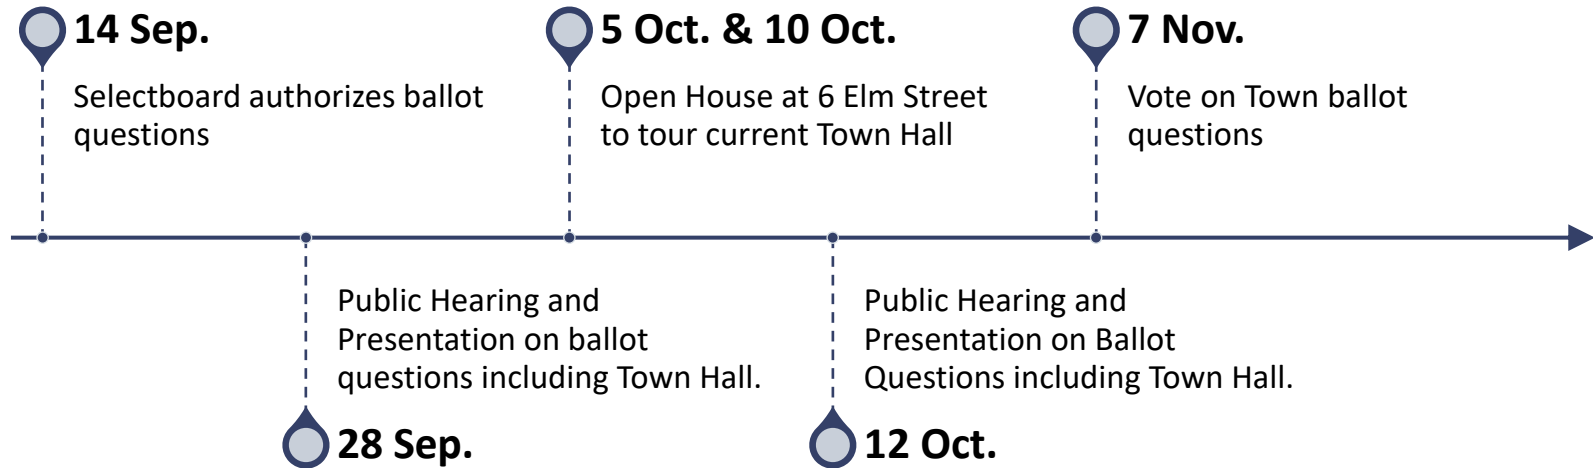 14 Sep.
Selectboard authorizes ballot
questions
Public Hearing and
Presentation on ballot
questions including Town Hall.
28 Sep.
5 Oct. & 10 Oct.
Open House at 6 Elm Street
to tour current Town Hall
Public Hearing and
Presentation on Ballot
Questions including Town Hall.
12 Oct.
7 Nov.
Vote on Town ballot
questions